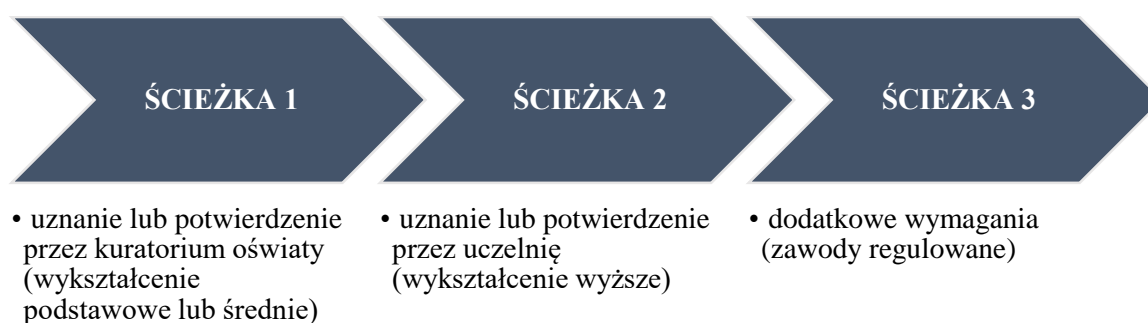 ŚCIEŻKA 1
ŚCIEŻKA 2
ŚCIEŻKA 3
• uznanie lub potwierdzenie
przez kuratorium oświaty
(wykształcenie
podstawowe lub średnie)
• uznanie lub potwierdzenie
przez uczelnię
(wykształcenie wyższe)
• dodatkowe wymagania
(zawody regulowane)